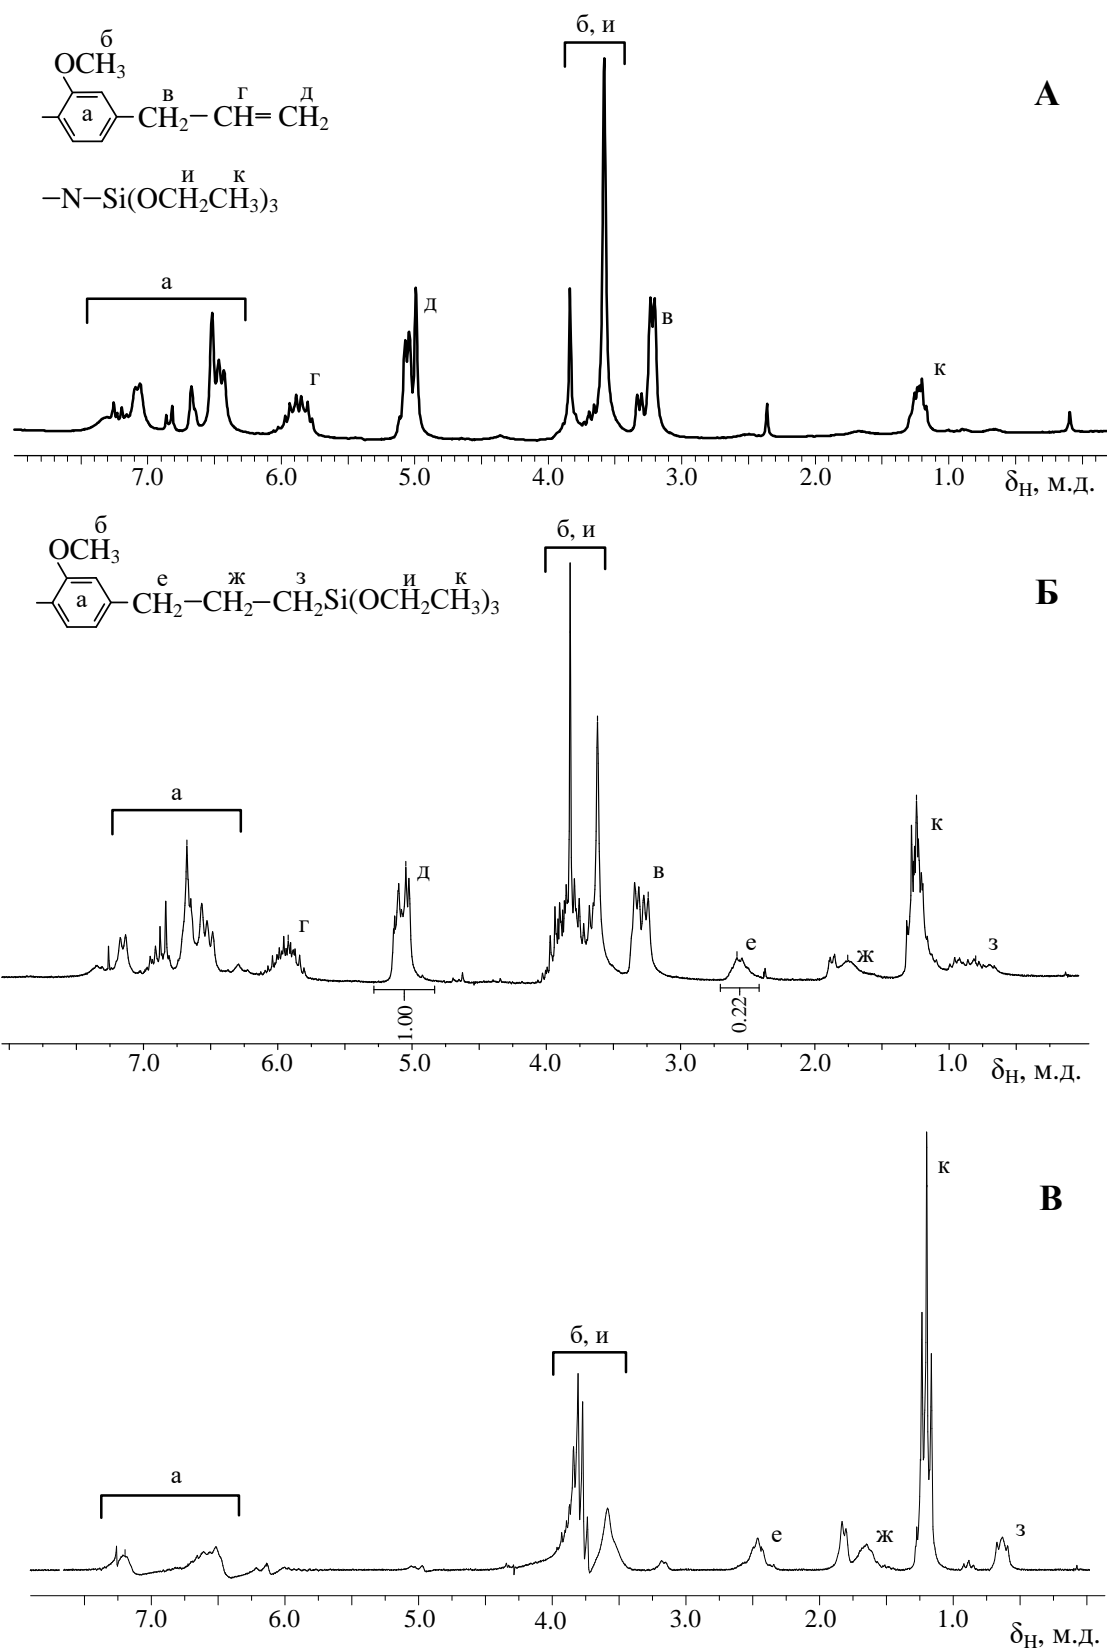 б
б, и
OCH₃
А
а
в
г
д
CH₂–CH=CH₂
и
к
–N–Si(OCH₂CH₃)₃
а
г
д
в
к
7.0 6.0 5.0 4.0 3.0 2.0 1.0
δH, м.д.
б
б, и
OCH₃
Б
а
е
ж
з
и
к
CH₂–CH₂–CH₂Si(OCH₂CH₃)₃
а
г
д
в
е
ж
к
з
1.00
0.22
7.0 6.0 5.0 4.0 3.0 2.0 1.0
δH, м.д.
к
В
б, и
а
е
ж
з
7.0 6.0 5.0 4.0 3.0 2.0 1.0
δH, м.д.